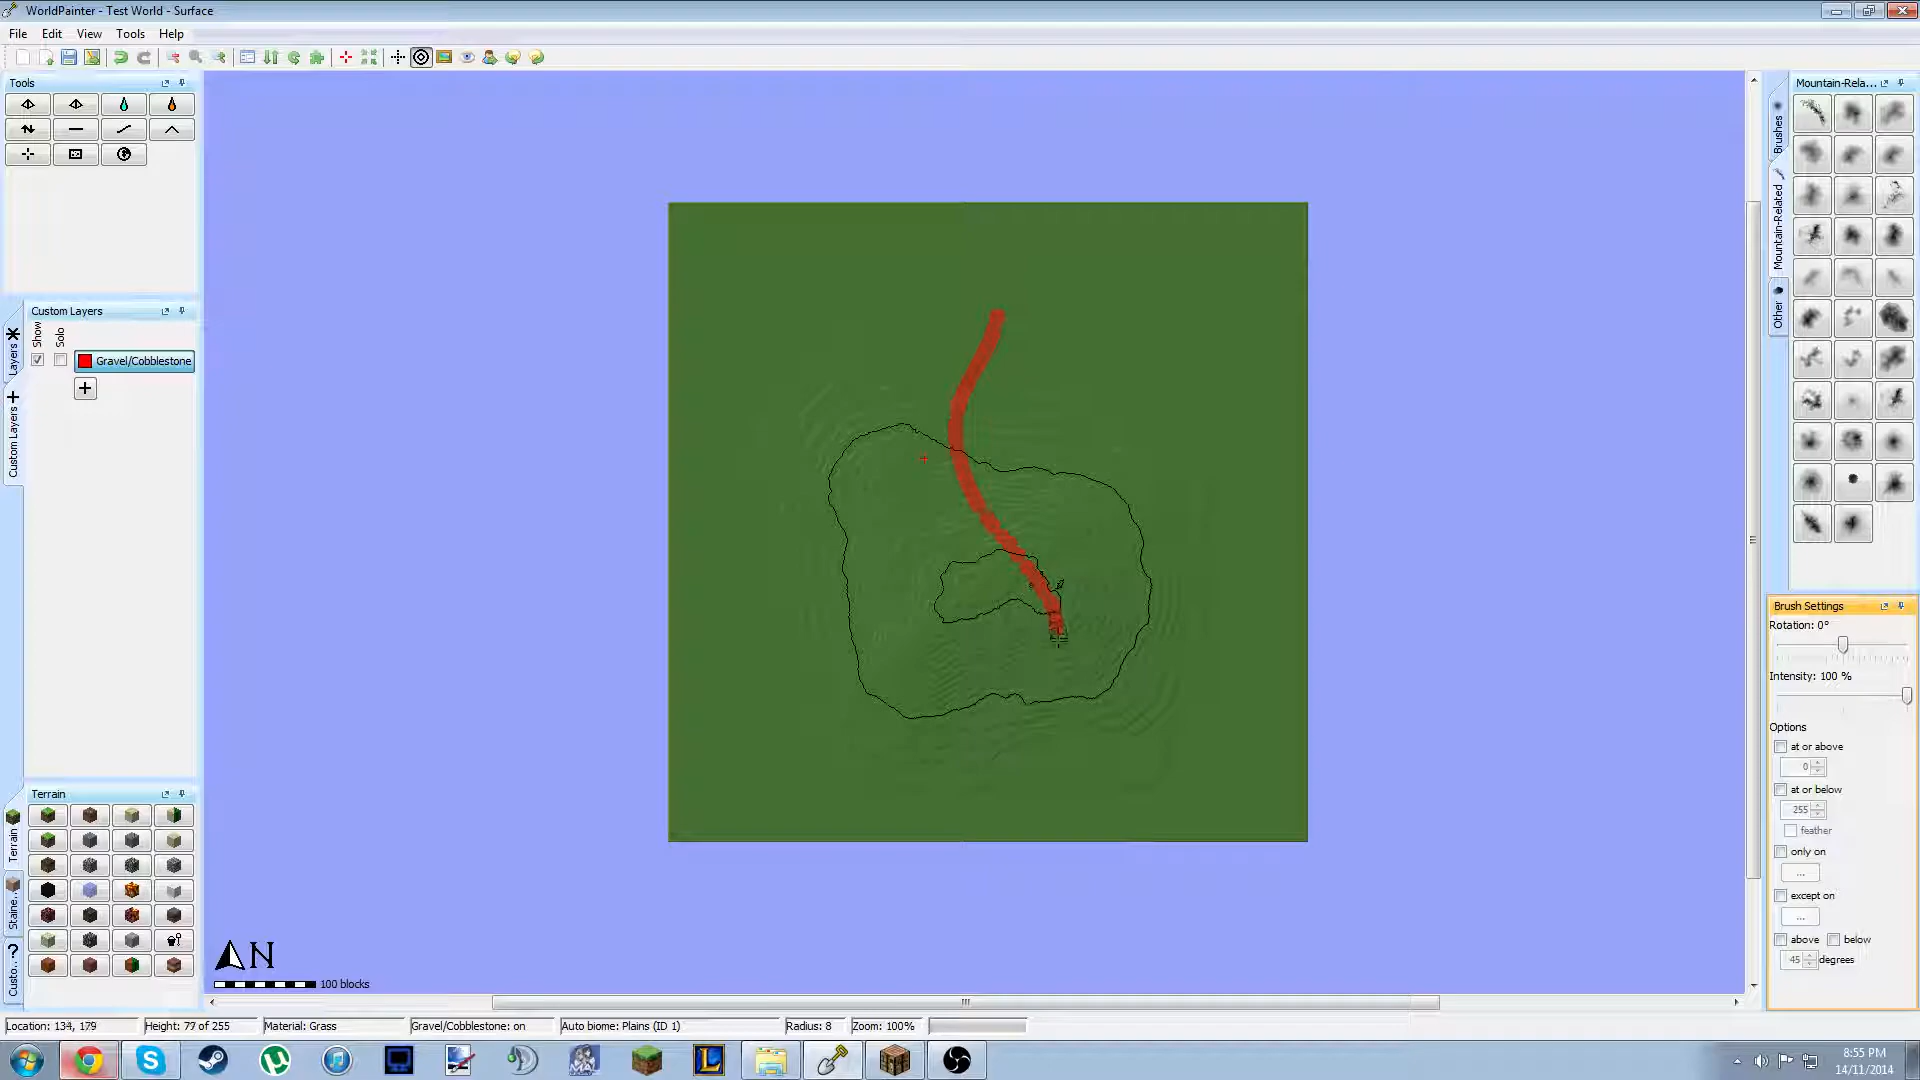 WorldPainter - Test World - Surface
File Edit View Tools Help
Tools
Custom Layers
Show
Solo
Gravel/Cobblestone
Layers
Custom Layers
Terrain
Terrain
Staine..
Custo..
N
100 blocks
Mountain-Rela...
Brushes
Mountain-Related
Other
Brush Settings
Rotation: 0°
Intensity: 100 %
Options
at or above
0
at or below
255
feather
only on
...
except on
...
above below
45 degrees
Location: 134, 179 Height: 77 of 255 Material: Grass Gravel/Cobblestone: on Auto biome: Plains (ID 1) Radius: 8 Zoom: 100%
8:55 PM
14/11/2014